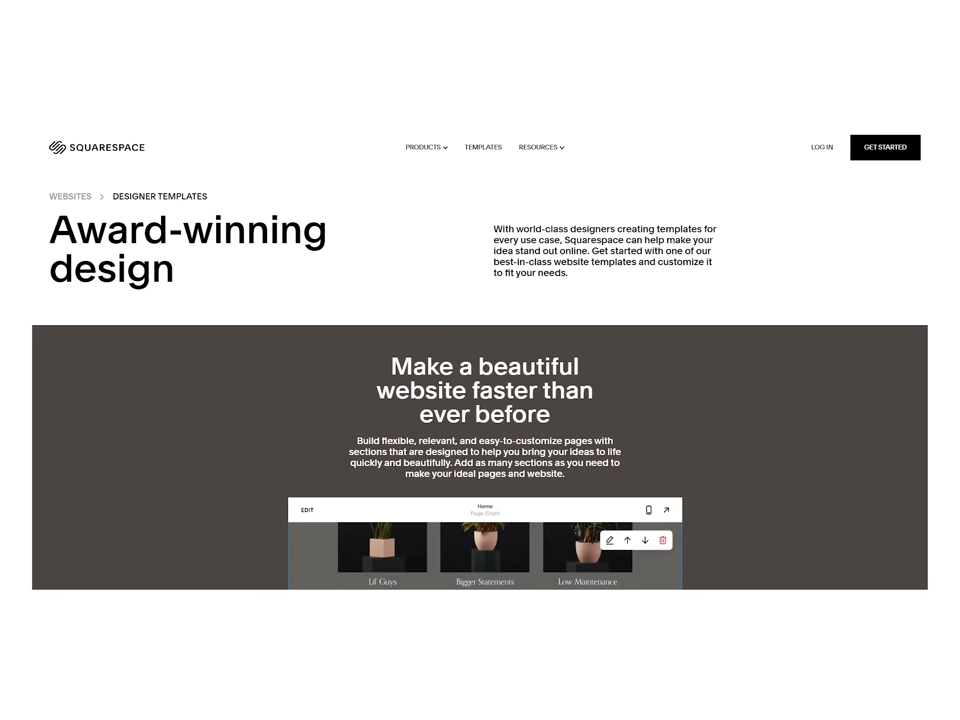 SQUARESPACE
PRODUCTS
TEMPLATES
RESOURCES
LOG IN
GET STARTED
WEBSITES
DESIGNER TEMPLATES
Award-winning
design
With world-class designers creating templates for
every use case, Squarespace can help make your
idea stand out online. Get started with one of our
best-in-class website templates and customize it
to fit your needs.
Make a beautiful
website faster than
ever before
Build flexible, relevant, and easy-to-customize pages with
sections that are designed to help you bring your ideas to life
quickly and beautifully. Add as many sections as you need to
make your ideal pages and website.
EDIT
Home
Page (Draft)
Lil' Guys
Bigger Statements
Low Maintenance